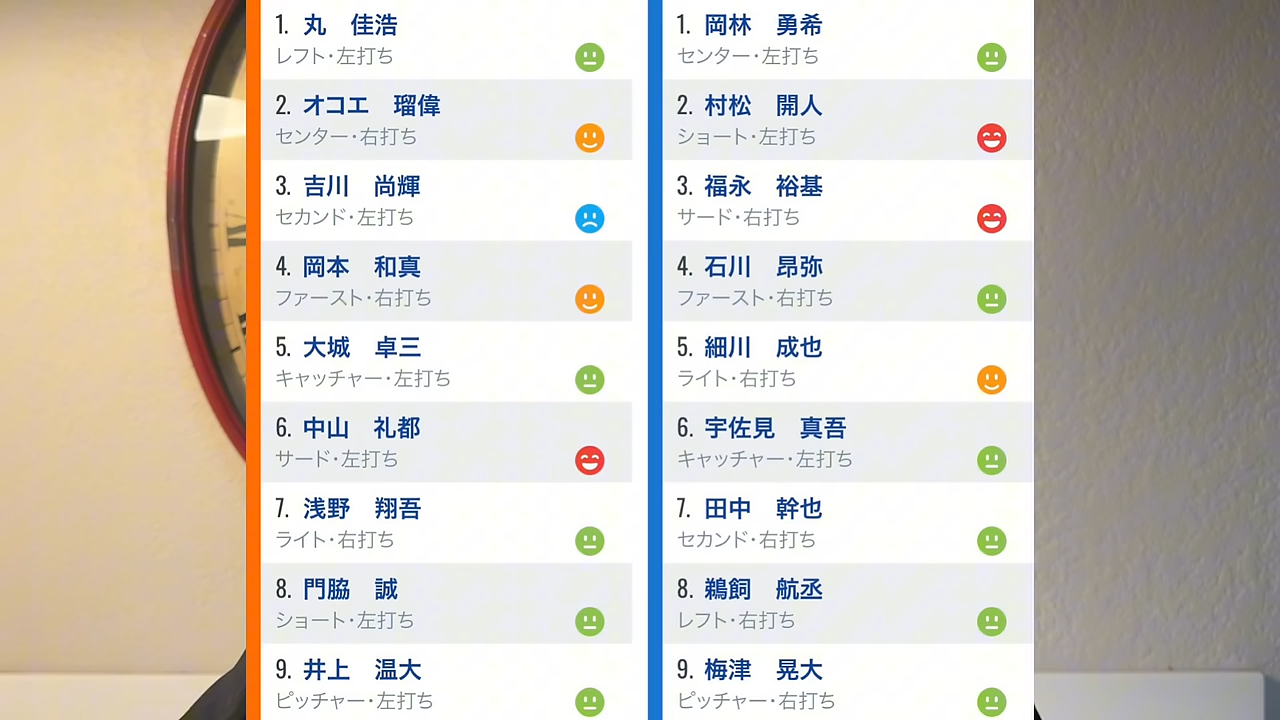 1. 丸　佳浩
レフト・左打ち
2. オコエ　瑠偉
センター・右打ち
3. 吉川　尚輝
セカンド・左打ち
4. 岡本　和真
ファースト・右打ち
5. 大城　卓三
キャッチャー・左打ち
6. 中山　礼都
サード・左打ち
7. 浅野　翔吾
ライト・右打ち
8. 門脇　誠
ショート・左打ち
9. 井上　温大
ピッチャー・左打ち
1. 岡林　勇希
センター・左打ち
2. 村松　開人
ショート・左打ち
3. 福永　裕基
サード・右打ち
4. 石川　昂弥
ファースト・右打ち
5. 細川　成也
ライト・右打ち
6. 宇佐見　真吾
キャッチャー・左打ち
7. 田中　幹也
セカンド・右打ち
8. 鵜飼　航丞
レフト・右打ち
9. 梅津　晃大
ピッチャー・右打ち